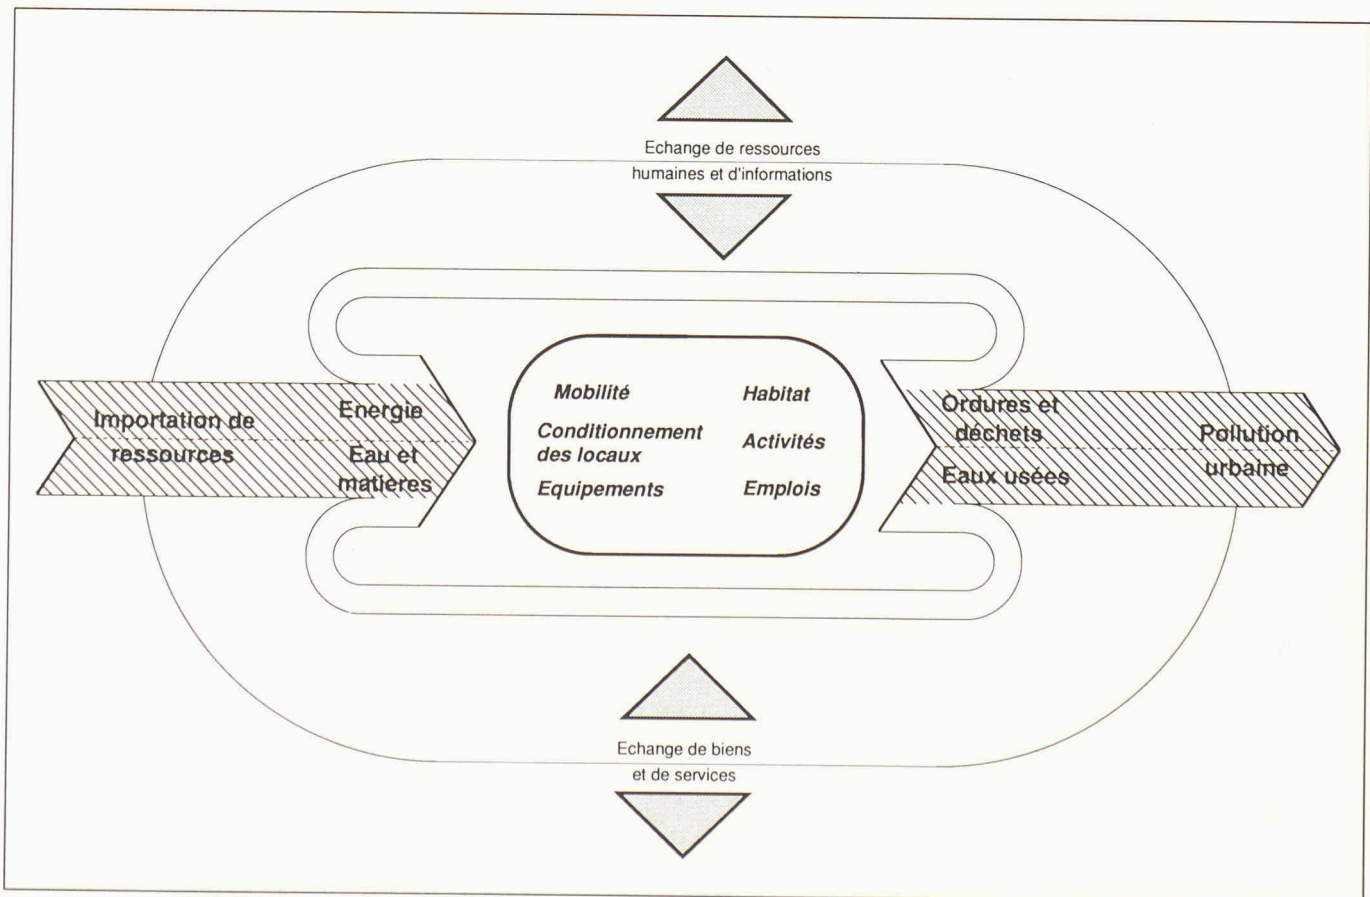 Echange de ressources
humaines et d'informations
Importation de
ressources
Energie
Eau et
matières
Mobilité
Conditionnement
des locaux
Equipements
Habitat
Activités
Emplois
Ordures et
déchets
Eaux usées
Pollution
urbaine
Echange de biens
et de services